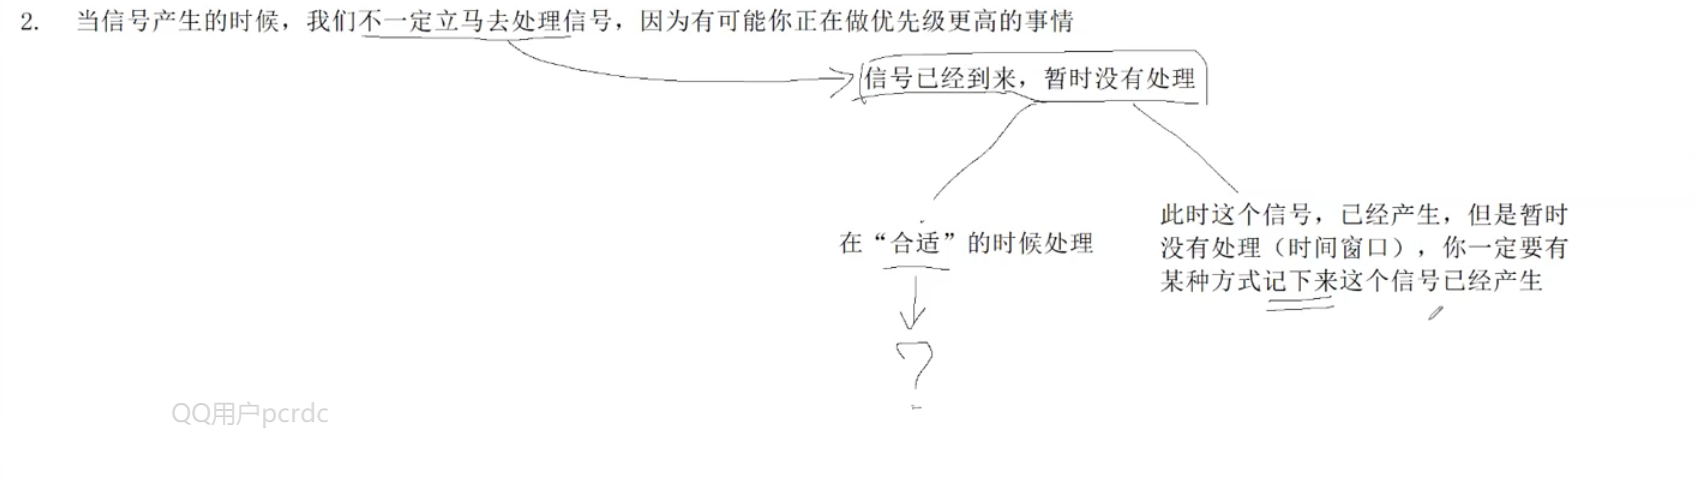 2. 当信号产生的时候，我们不一定立马去处理信号，因为有可能你正在做优先级更高的事情
信号已经到来，暂时没有处理
在“合适”的时候处理
此时这个信号，已经产生，但是暂时
没有处理（时间窗口），你一定要有
某种方式记下来这个信号已经产生
?
QQ用户pcrdc